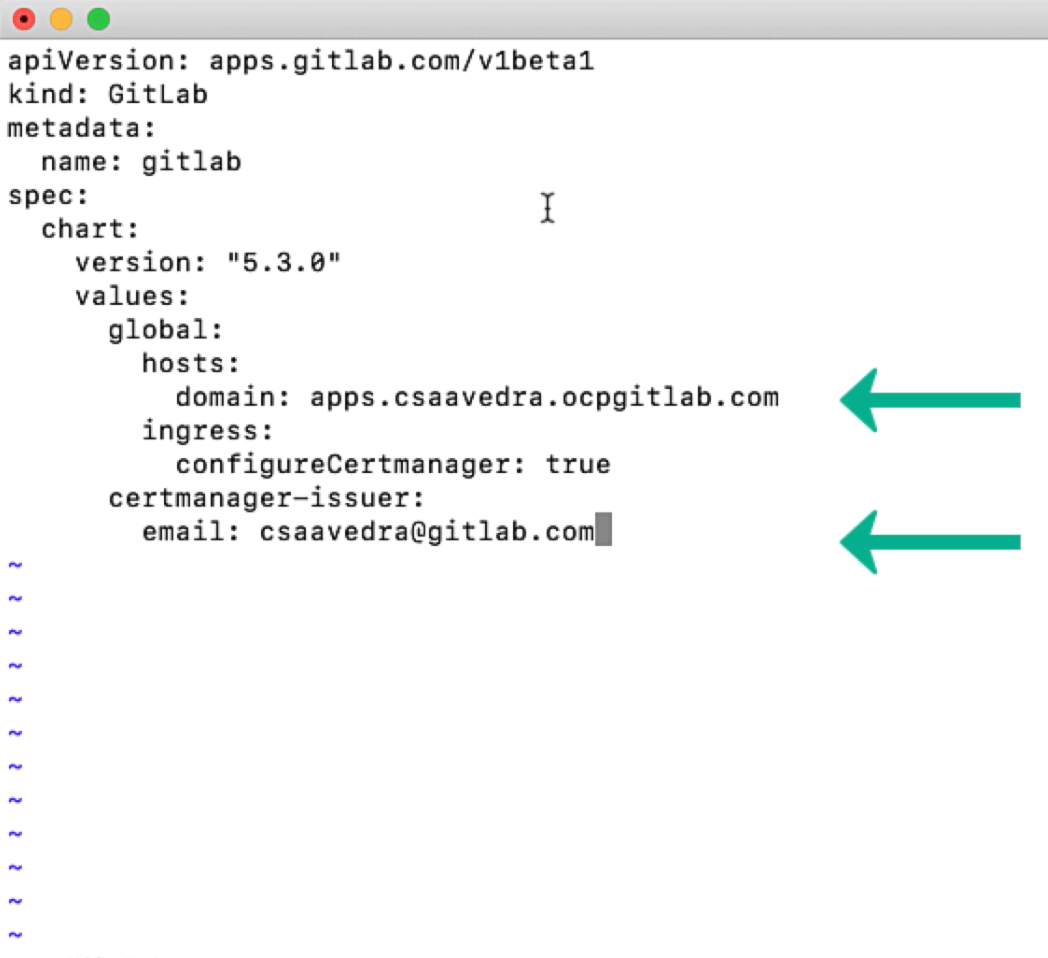 apiVersion: apps.gitlab.com/v1beta1
kind: GitLab
metadata:
  name: gitlab
spec:
  chart:
    version: "5.3.0"
    values:
      global:
        hosts:
          domain: apps.csaavedra.ocpgitlab.com
        ingress:
          configureCertmanager: true
      certmanager-issuer:
        email: csaavedra@gitlab.com
~
~
~
~
~
~
~
~
~
~
~
~